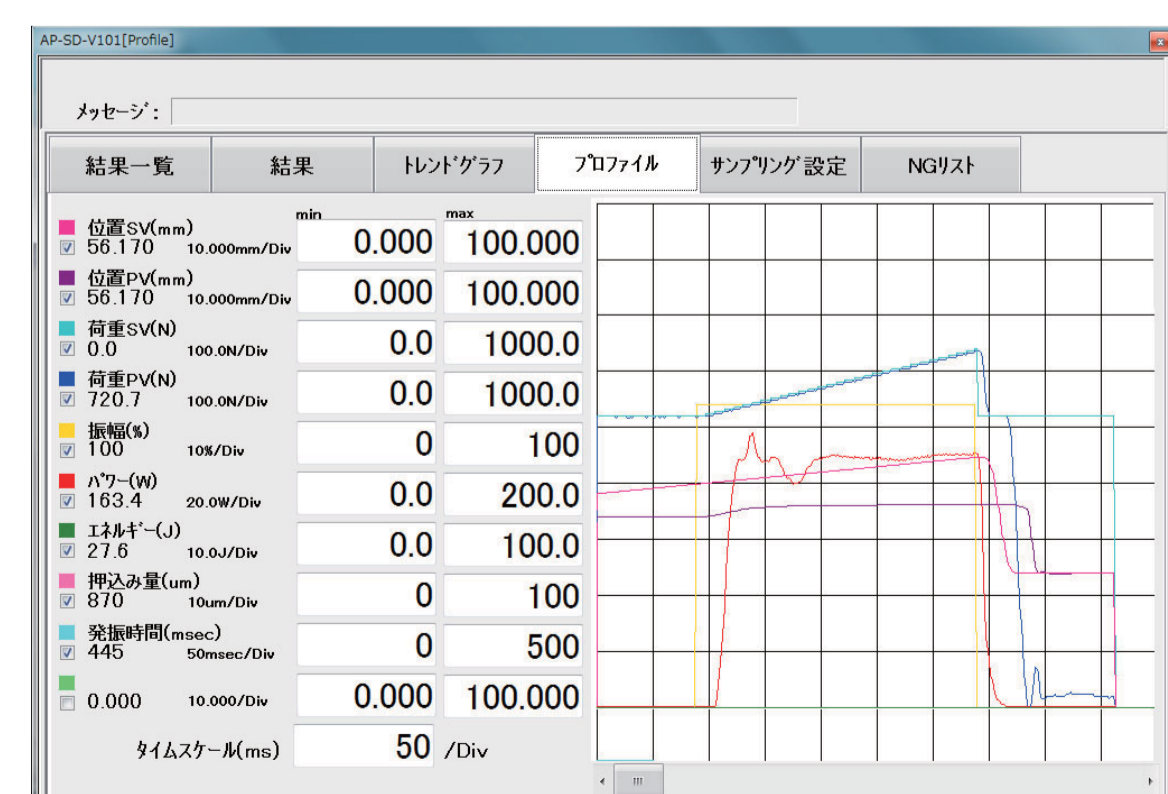 AP-SD-V101[Profile]
メッセージ:
結果一覧 結果 トレンドグラフ プロファイル サンプリング設定 NGリスト
min max
位置SV(mm)
56.170 10.000mm/Div 0.000 100.000
位置PV(mm)
56.170 10.000mm/Div 0.000 100.000
荷重SV(N)
0.0 100.0N/Div 0.0 1000.0
荷重PV(N)
720.7 100.0N/Div 0.0 1000.0
振幅(%)
100 10%/Div 0 100
パワー(W)
163.4 20.0W/Div 0.0 200.0
エネルギー(J)
27.6 10.0J/Div 0.0 100.0
押込み量(um)
870 10um/Div 0 100
発振時間(msec)
445 50msec/Div 0 500
0.000 10.000/Div 0.000 100.000
タイムスケール(ms) 50 /Div